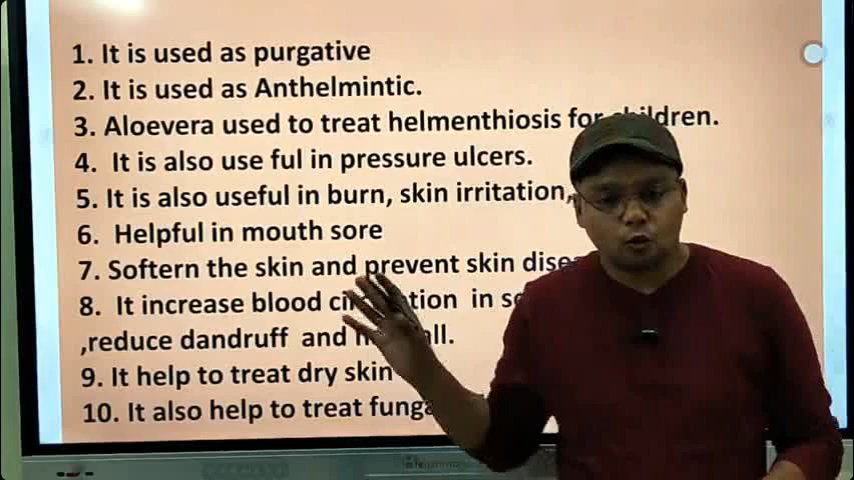 1. It is used as purgative
2. It is used as Anthelmintic.
3. Aloevera used to treat helmenthiosis for children.
4. It is also use ful in pressure ulcers.
5. It is also useful in burn, skin irritation,
6. Helpful in mouth sore
7. Softern the skin and prevent skin
8. It increase blood circulation in
,reduce dandruff and
9. It help to treat dry skin
10. It also help to treat